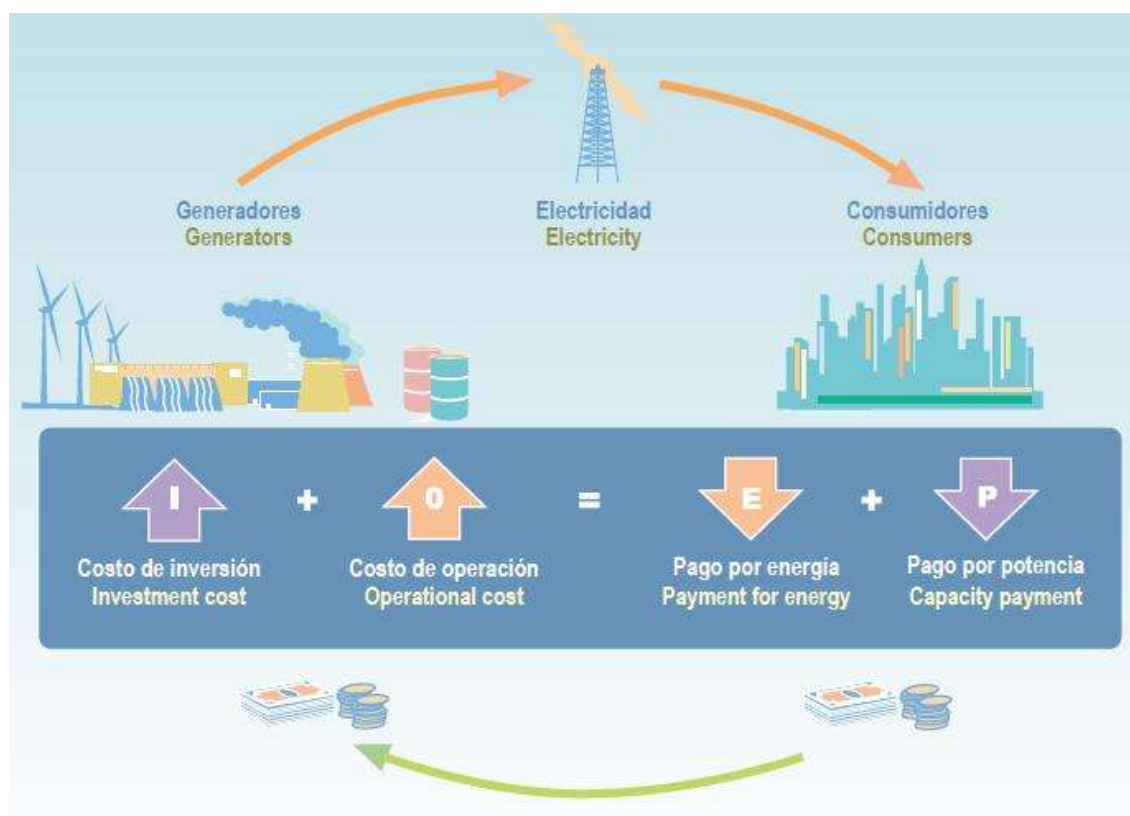 Generadores
Generators
Electricidad
Electricity
Consumidores
Consumers
I + O = E + P
Costo de inversión
Investment cost
Costo de operación
Operational cost
Pago por energía
Payment for energy
Pago por potencia
Capacity payment